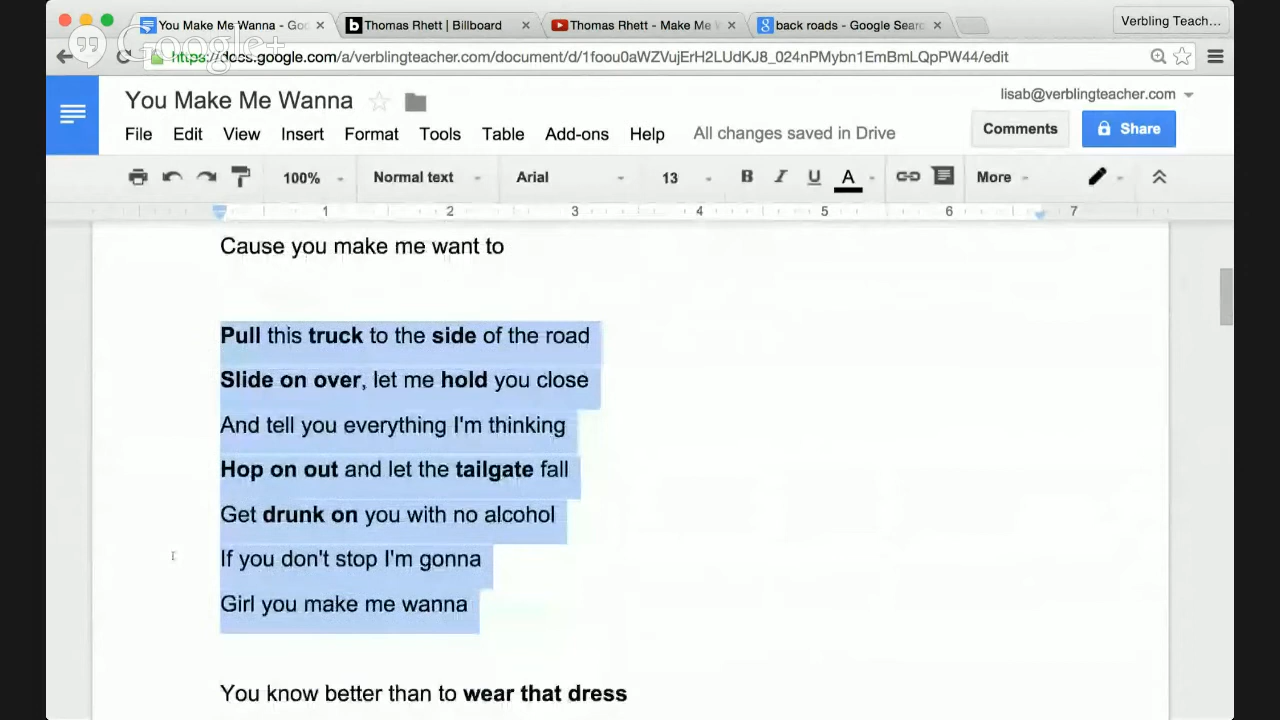 You Make Me Wanna - Goo
Thomas Rhett | Billboard
Thomas Rhett - Make Me W
back roads - Google Searc
Verbling Teach...
Google+
https://docs.google.com/a/verblingteacher.com/document/d/1foou0aWZVujErH2LUdKJ8_024nPMybn1EmBmLQpPW44/edit
You Make Me Wanna
lisab@verblingteacher.com
File Edit View Insert Format Tools Table Add-ons Help All changes saved in Drive
Comments
Share
100% Normal text Arial 13 B I U A More
1 2 3 4 5 6 7
Cause you make me want to
Pull this truck to the side of the road
Slide on over, let me hold you close
And tell you everything I'm thinking
Hop on out and let the tailgate fall
Get drunk on you with no alcohol
If you don't stop I'm gonna
Girl you make me wanna
You know better than to wear that dress